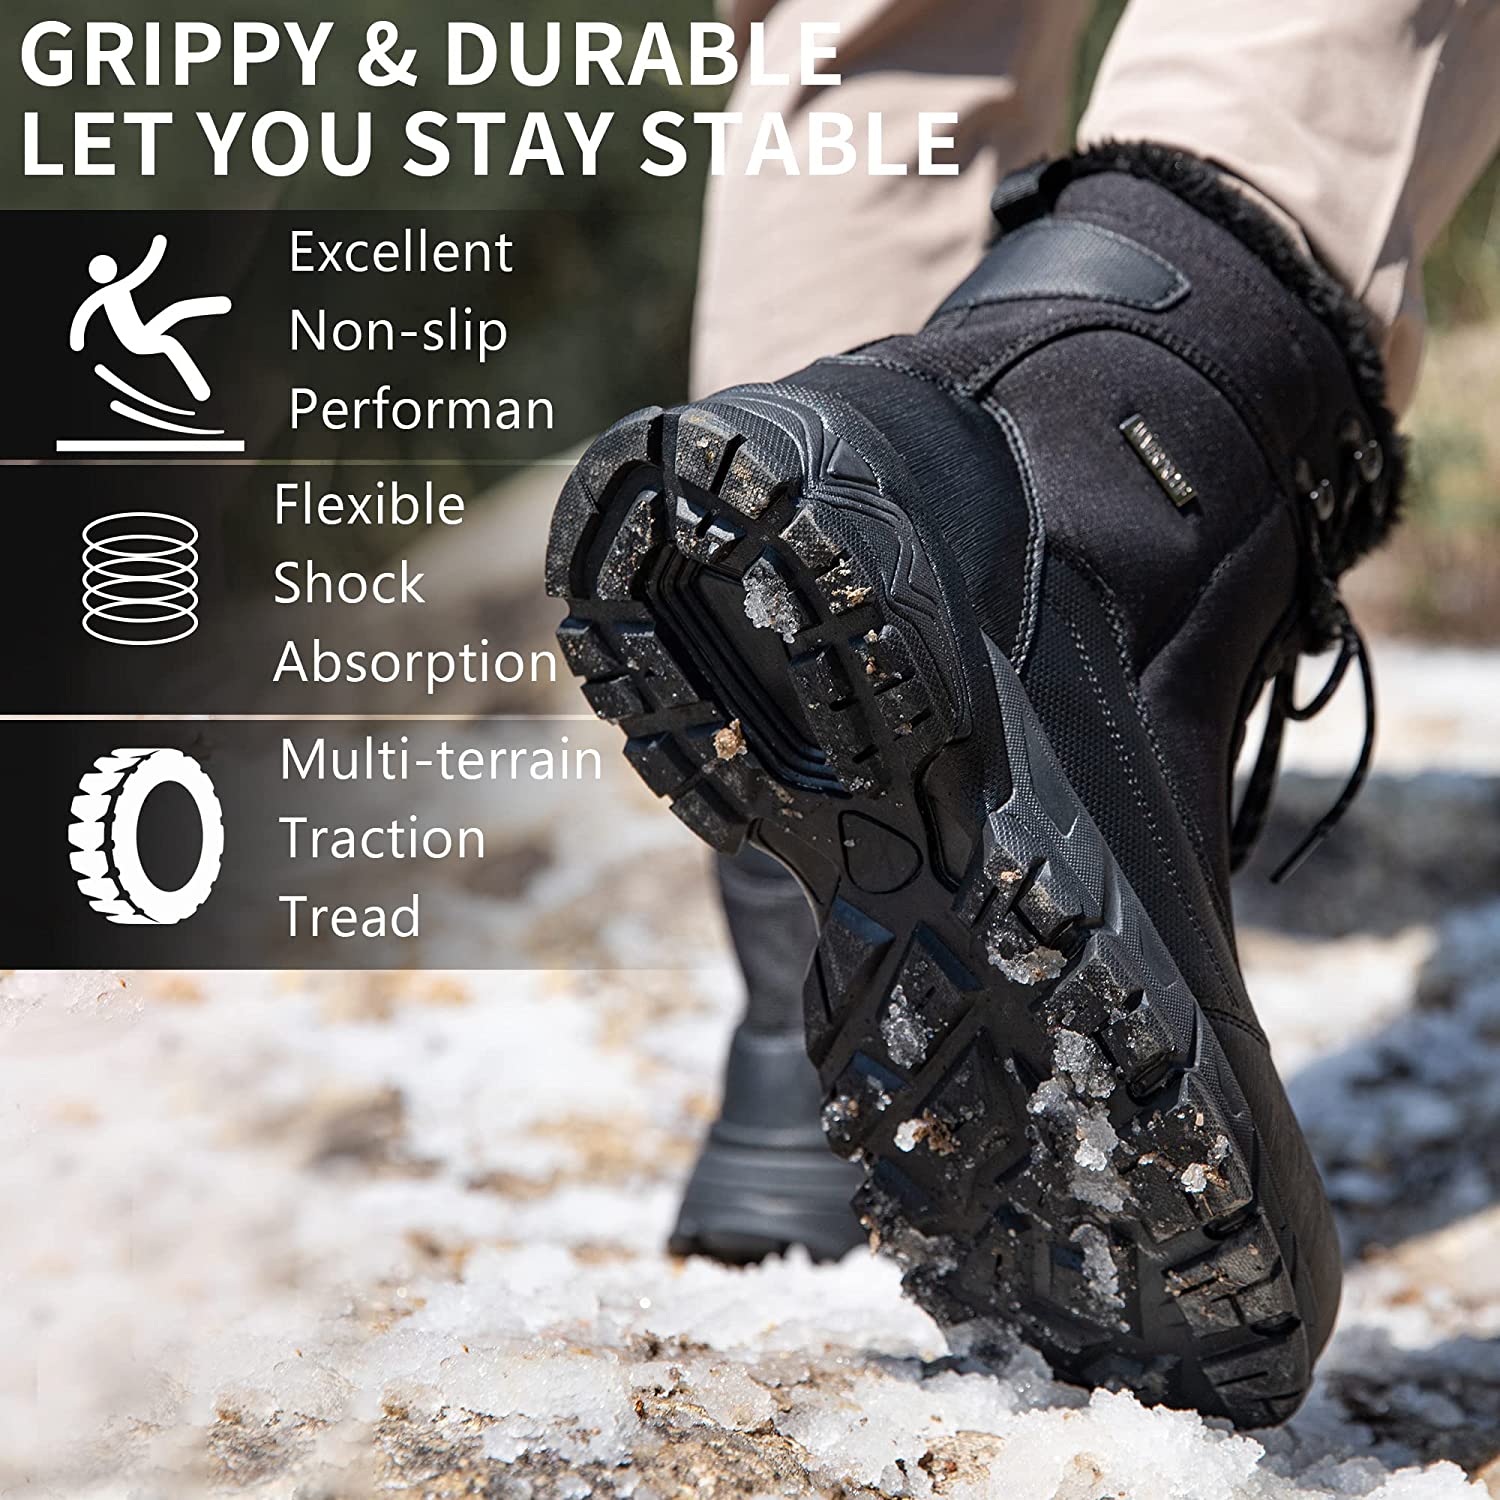 GRIPPY & DURABLE
LET YOU STAY STABLE
Excellent
Non-slip
Performan
Flexible
Shock
Absorption
Multi-terrain
Traction
Tread